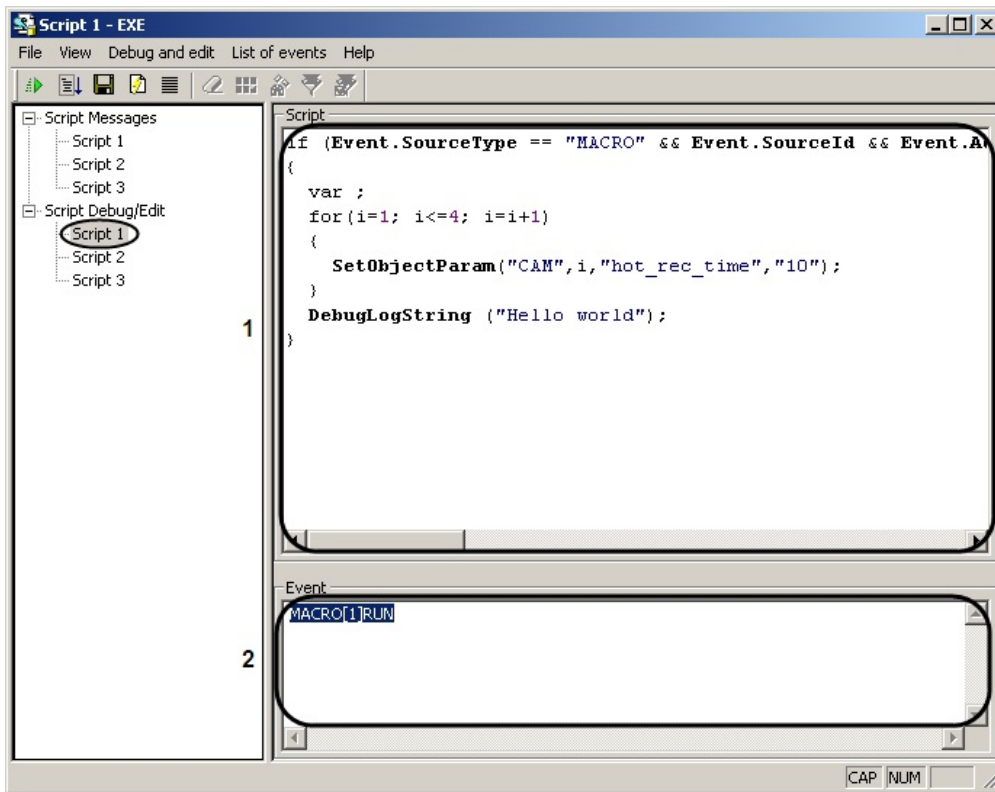 Script 1 - EXE
File View Debug and edit List of events Help
Script Messages
Script 1
Script 2
Script 3
Script Debug/Edit
Script 1
Script 2
Script 3
1
2
Script
if (Event.SourceType == "MACRO" && Event.SourceId && Event.A
{
var ;
for(i=1; i<=4; i=i+1)
{
SetObjectParam("CAM",i,"hot_rec_time","10");
}
DebugLogString ("Hello world");
}
Event
MACRO[1]RUN
CAP NUM